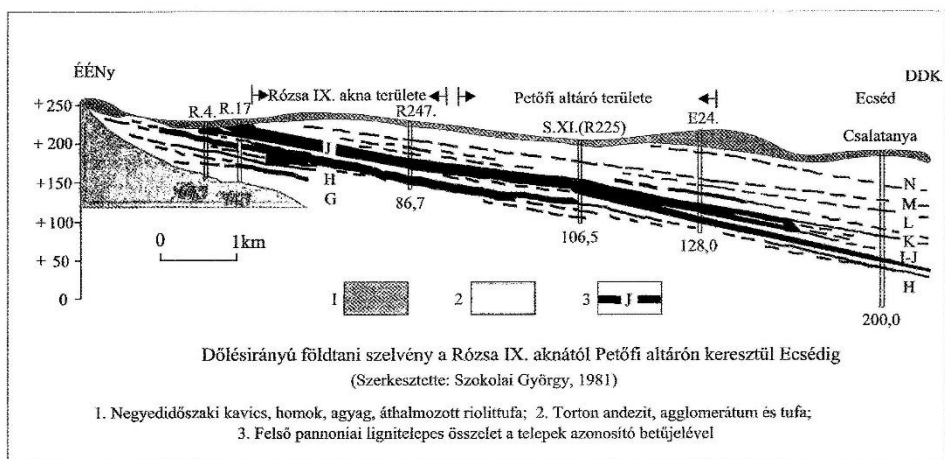 ÉÉNy DDK
Rózsa IX. akna területe Petőfi altáró területe Ecséd
R.4. R.17 R247. S.XI.(R225) E24. Csalatanya
+ 250
+ 200
+ 150
+ 100
+ 50
0
J
H
G
86,7
106,5
128,0
200,0
N
M
L
K
I-J
H
0 1km
1 2 3 J
Dőlésirányú földtani szelvény a Rózsa IX. aknától Petőfi altárón keresztül Ecsédig
(Szerkesztette: Szokolai György, 1981)
1. Negyedidőszaki kavics, homok, agyag, áthalmozott riolittufa; 2. Torton andezit, agglomerátum és tufa;
3. Felső pannoniai lignitelepes összelet a telepek azonosító betűjelével